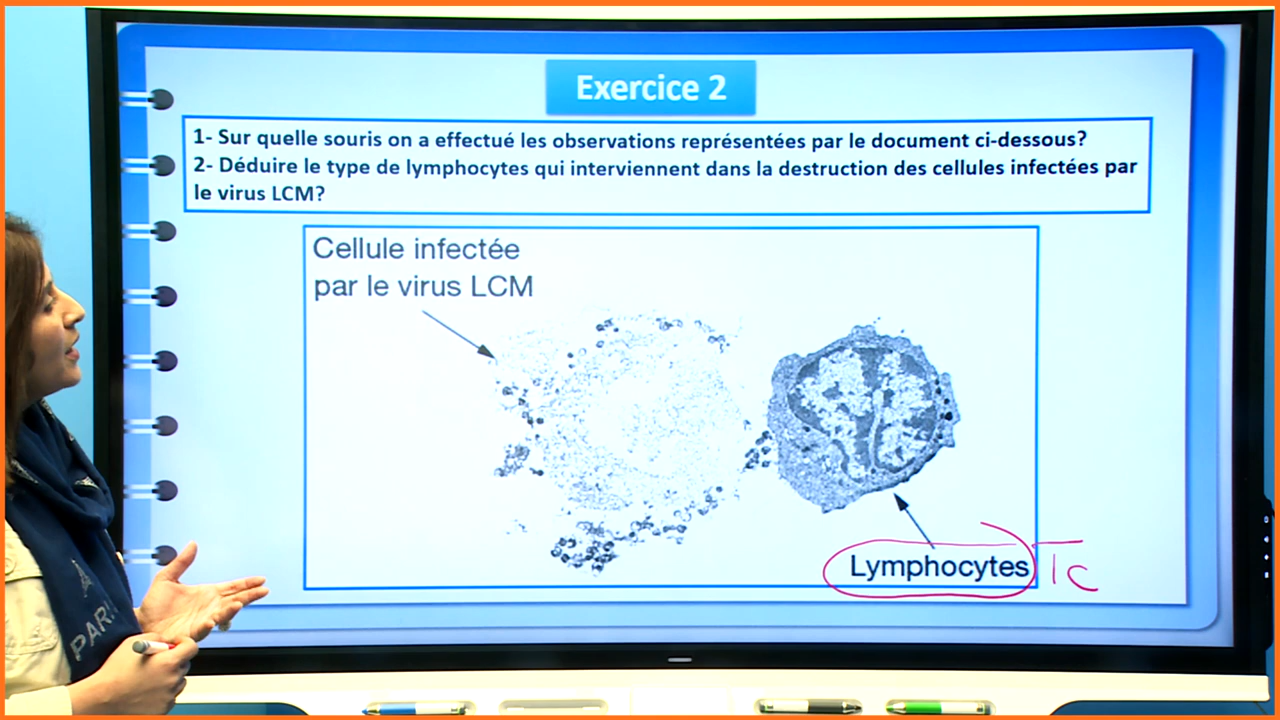 Exercice 2
1- Sur quelle souris on a effectué les observations représentées par le document ci-dessous?
2- Déduire le type de lymphocytes qui interviennent dans la destruction des cellules infectées par
le virus LCM?
Cellule infectée
par le virus LCM
Lymphocytes Tc
PARI